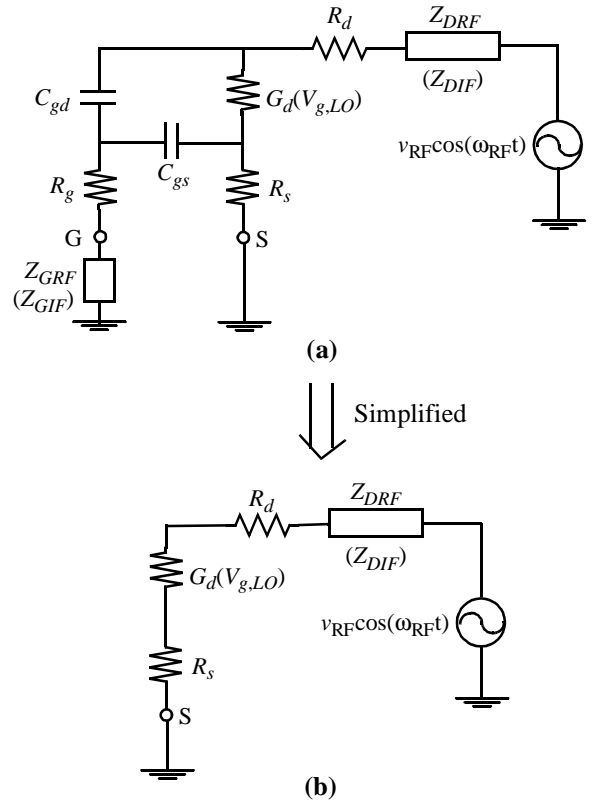 R_d
Z_DRF
(Z_DIF)
C_gd
G_d(V_g,LO)
v_RFcos(ω_RFt)
C_gs
R_g
R_s
G
S
Z_GRF
(Z_GIF)
(a)
Simplified
R_d
Z_DRF
(Z_DIF)
G_d(V_g,LO)
v_RFcos(ω_RFt)
R_s
S
(b)